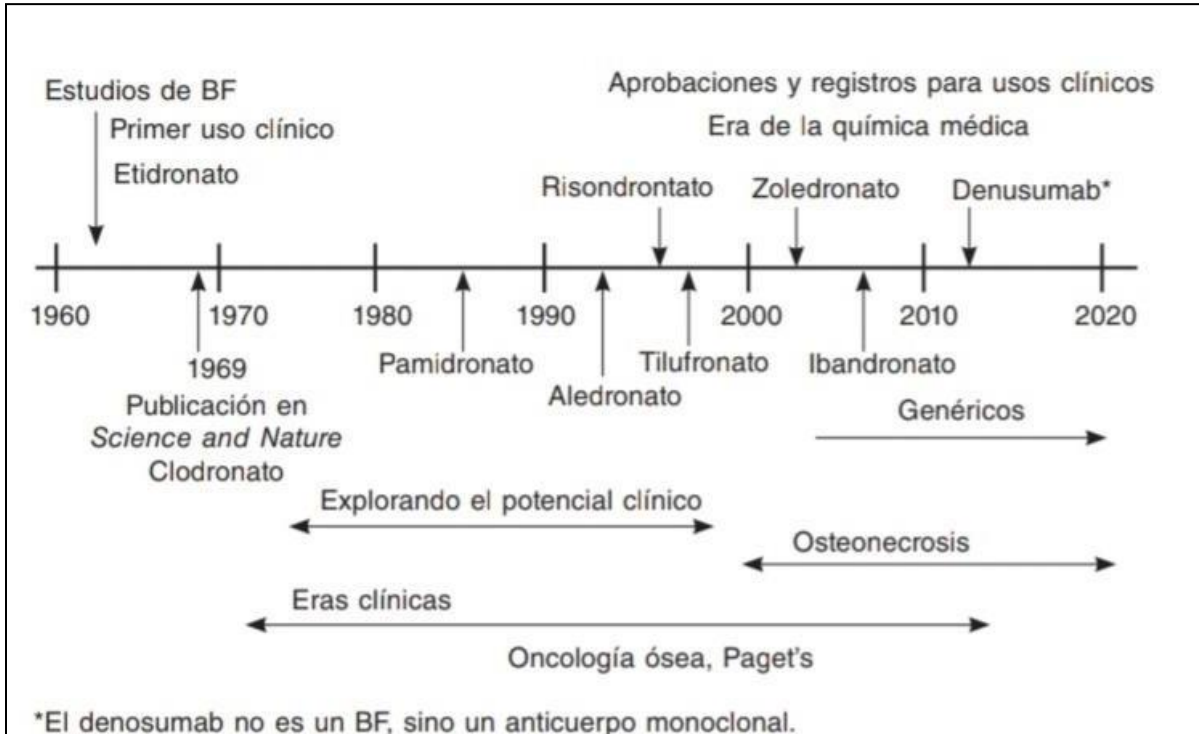 Estudios de BF
Primer uso clínico
Etidronato
Aprobaciones y registros para usos clínicos
Era de la química médica
Risondrontato
Zoledronato
Denusumab*
1960
1970
1980
1990
2000
2010
2020
1969
Publicación en
Science and Nature
Clodronato
Pamidronato
Aledronato
Tilufronato
Ibandronato
Genéricos
Explorando el potencial clínico
Osteonecrosis
Eras clínicas
Oncología ósea, Paget's
*El denosumab no es un BF, sino un anticuerpo monoclonal.